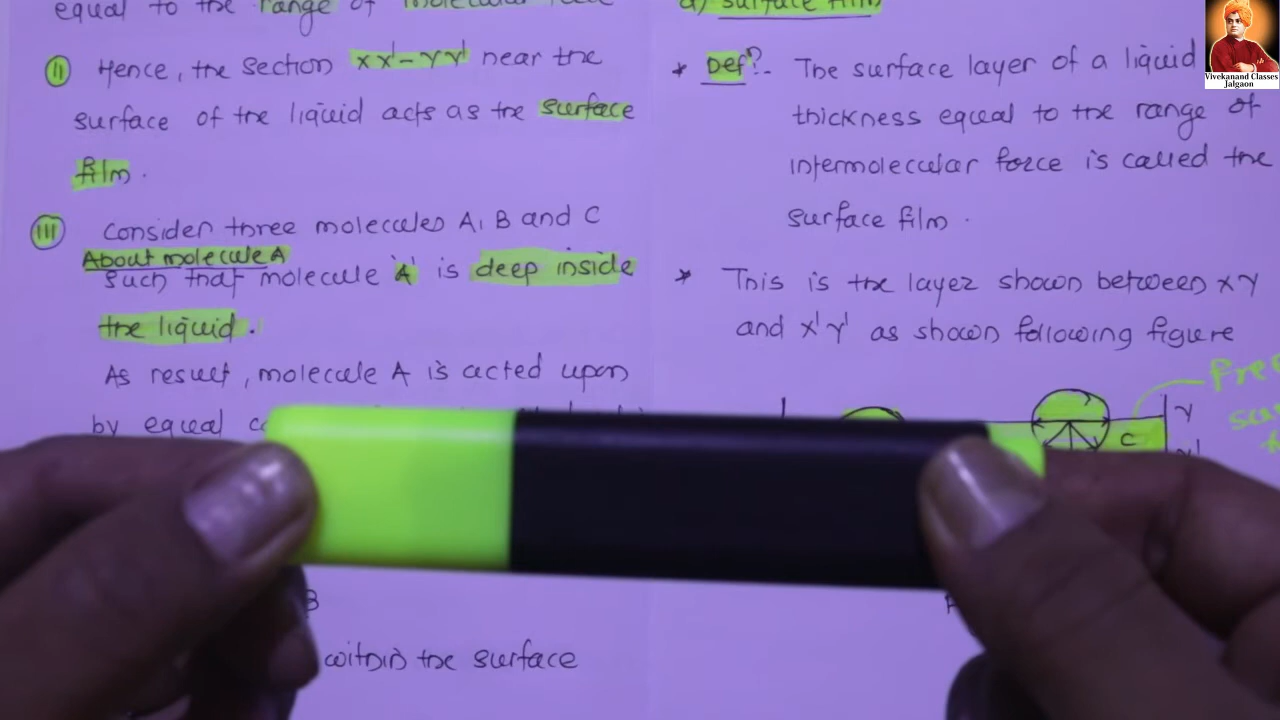 equal to the range of molecular
ii Hence, the section xx'-yy' near the
surface of the liquid acts as the surface
film.
iii Consider three molecules A, B and C
About molecule A
such that molecule 'A' is deep inside
the liquid.
As result, molecule A is acted upon
by equal
B
within the surface
a) surface film
* Defn:- The surface layer of a liquid
thickness equal to the range of
intermolecular force is called the
surface film.
* This is the layer shown between xy
and x'y' as shown following figure
Y
C
Y'
Vivekanand Classes
Jalgaon